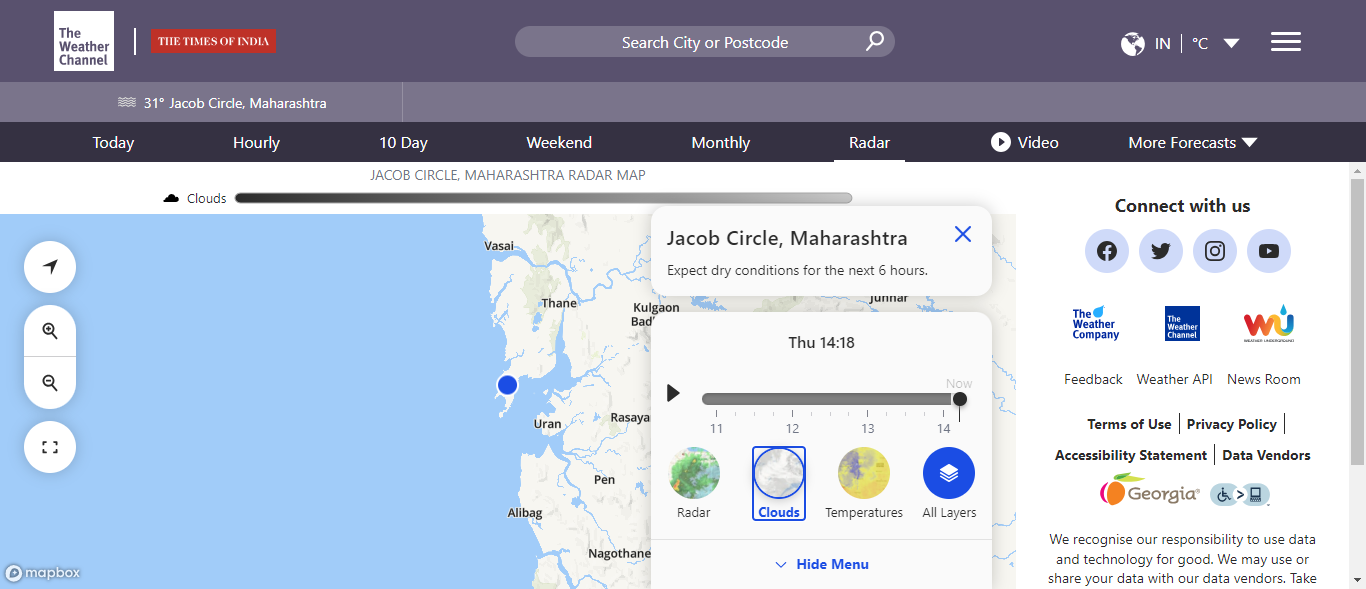 The
Weather
Channel
THE TIMES OF INDIA
Search City or Postcode
IN
°C
31° Jacob Circle, Maharashtra
Today
Hourly
10 Day
Weekend
Monthly
Radar
Video
More Forecasts
JACOB CIRCLE, MAHARASHTRA RADAR MAP
Clouds
Vasai
Thane
Kulgaon
Bad
Junnar
Uran
Rasaya
Pen
Alibag
Nagothane
mapbox
Jacob Circle, Maharashtra
Expect dry conditions for the next 6 hours.
Thu 14:18
Now
11 12 13 14
Radar
Clouds
Temperatures
All Layers
Hide Menu
Connect with us
The
Weather
Company
The
Weather
Channel
WU
WEATHER UNDERGROUND
Feedback Weather API News Room
Terms of Use Privacy Policy
Accessibility Statement Data Vendors
Georgia
We recognise our responsibility to use data
and technology for good. We may use or
share your data with our data vendors. Take